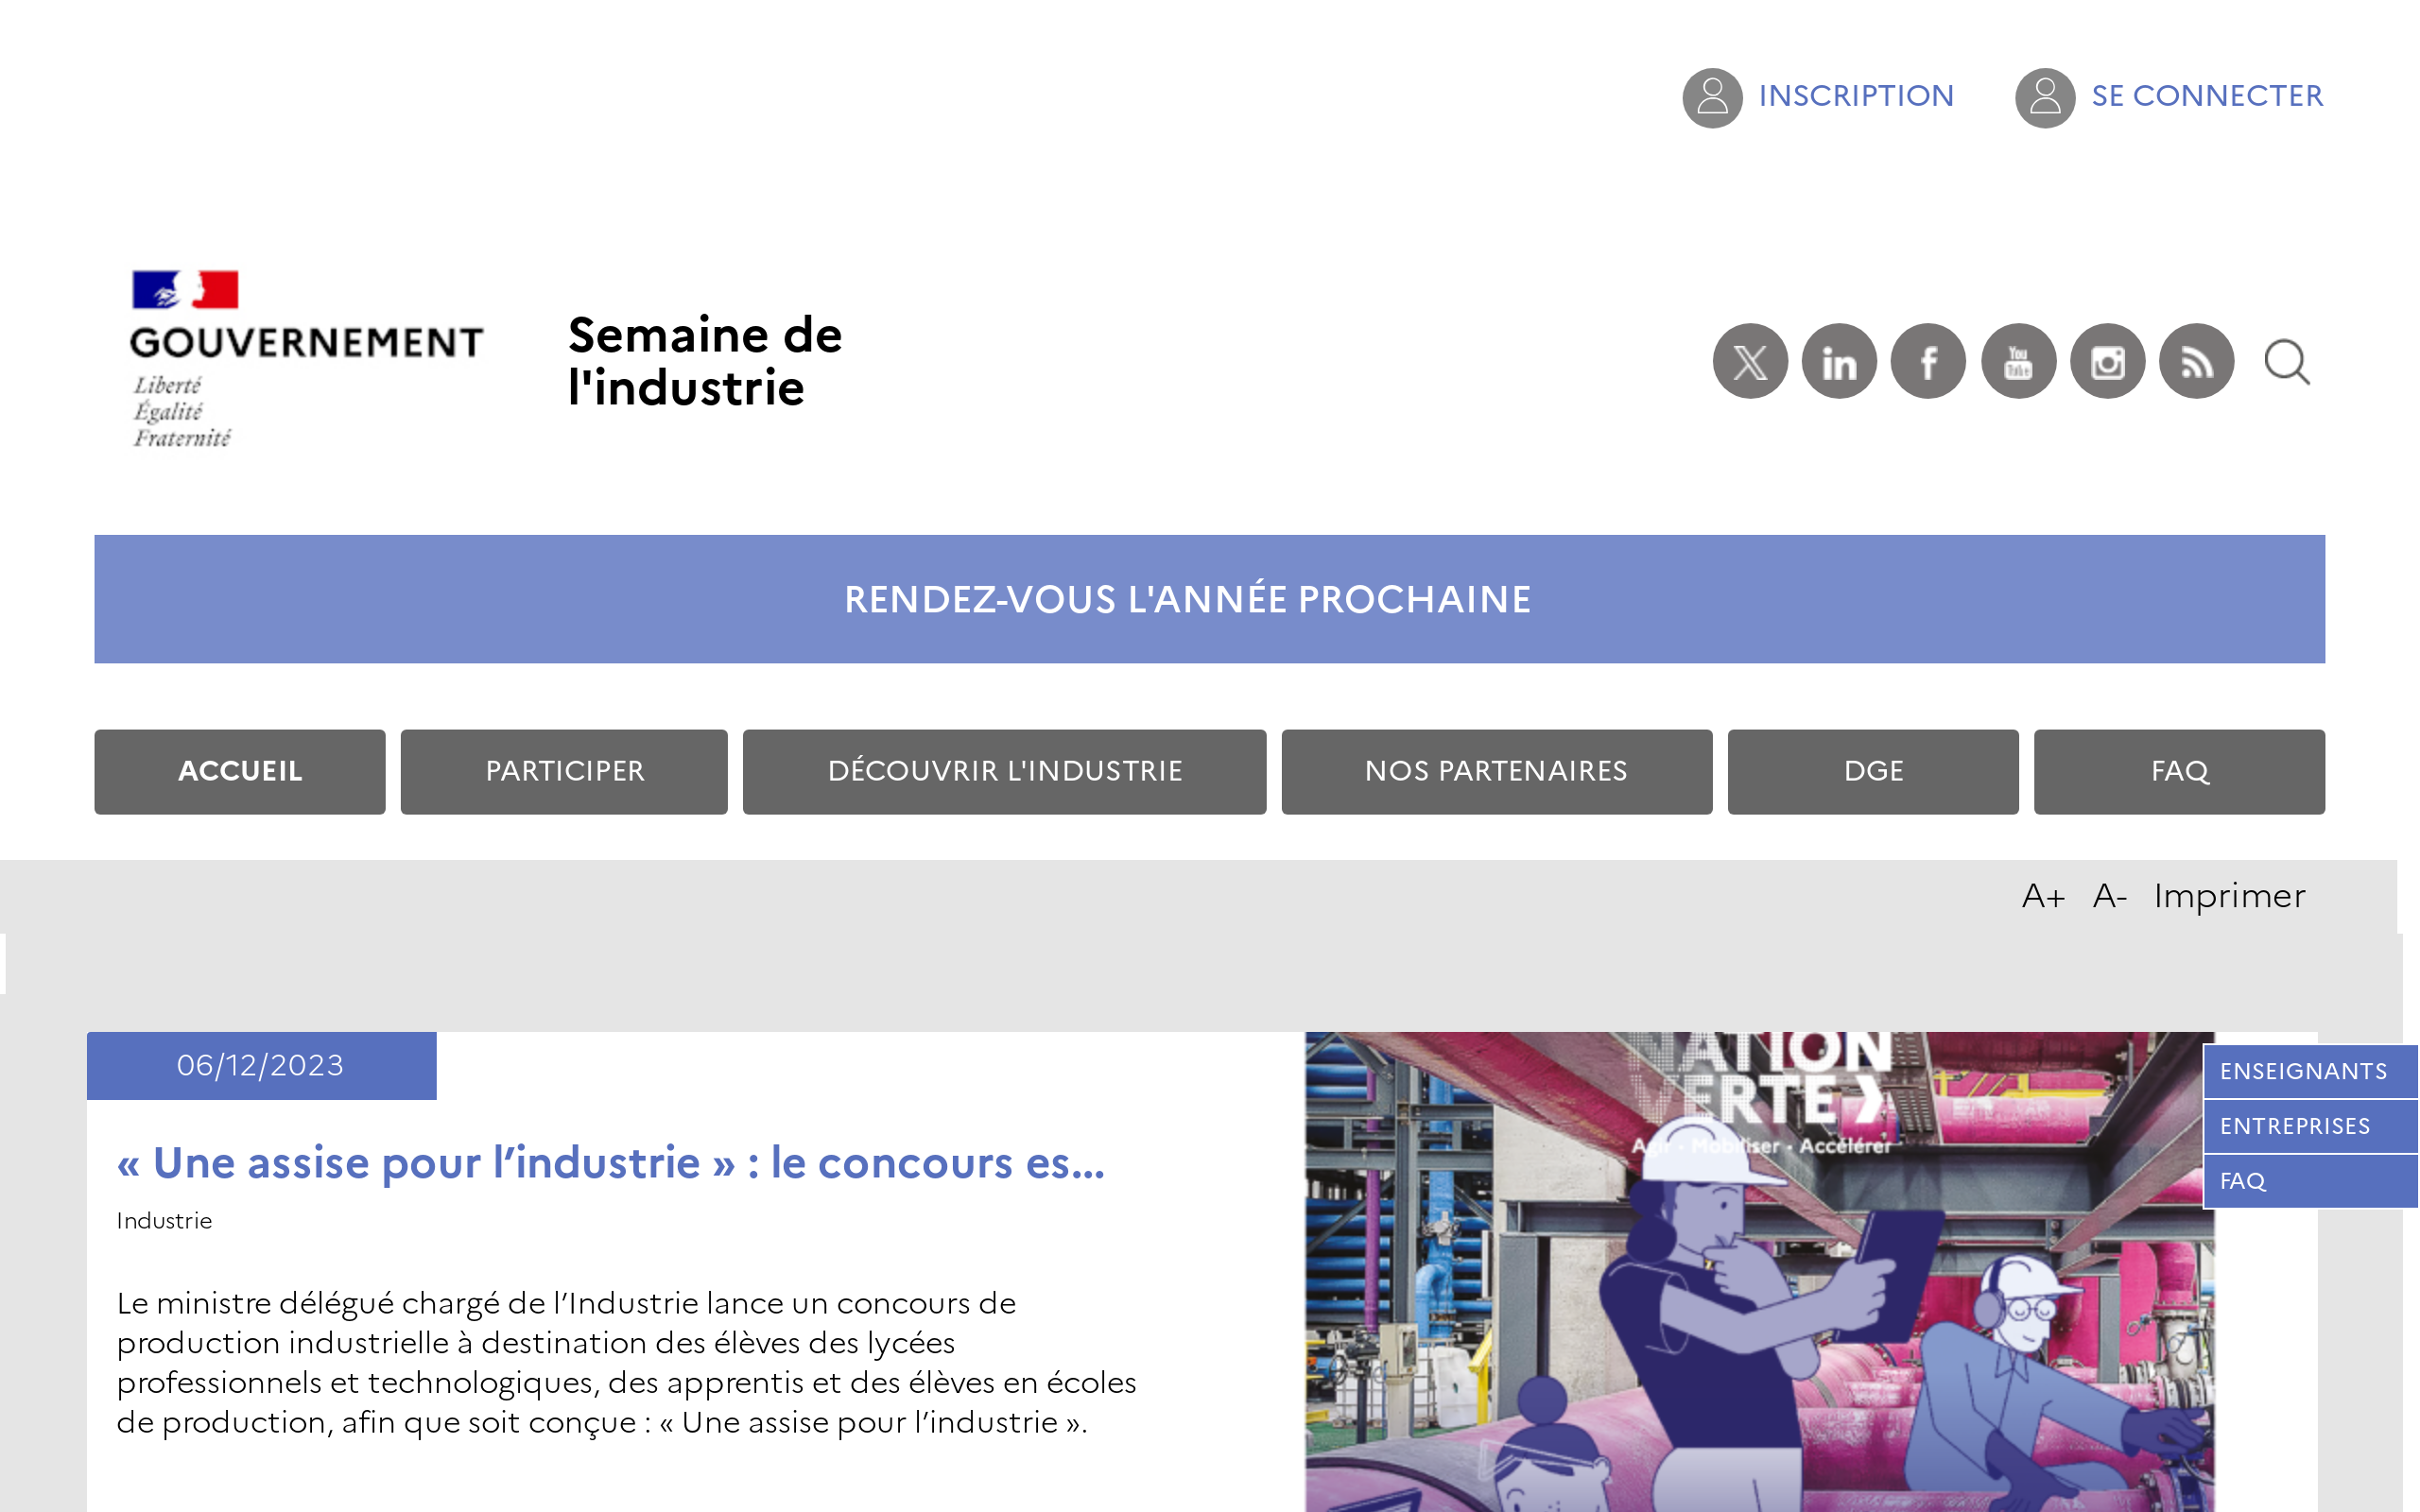 INSCRIPTION
SE CONNECTER
GOUVERNEMENT
Liberté
Égalité
Fraternité
Semaine de
l'industrie
RENDEZ-VOUS L'ANNÉE PROCHAINE
ACCUEIL
PARTICIPER
DÉCOUVRIR L'INDUSTRIE
NOS PARTENAIRES
DGE
FAQ
A+ A- Imprimer
06/12/2023
« Une assise pour l’industrie » : le concours es...
Industrie
Le ministre délégué chargé de l’Industrie lance un concours de
production industrielle à destination des élèves des lycées
professionnels et technologiques, des apprentis et des élèves en écoles
de production, afin que soit conçue : « Une assise pour l’industrie ».
NATION
VERTE
Agir · Mobiliser · Accélérer
ENSEIGNANTS
ENTREPRISES
FAQ